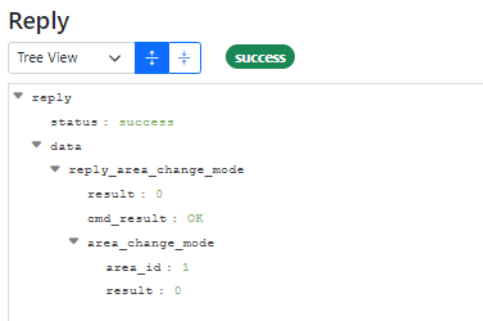 Reply
Tree View success
reply
status : success
data
reply_area_change_mode
result : 0
cmd_result : OK
area_change_mode
area_id : 1
result : 0